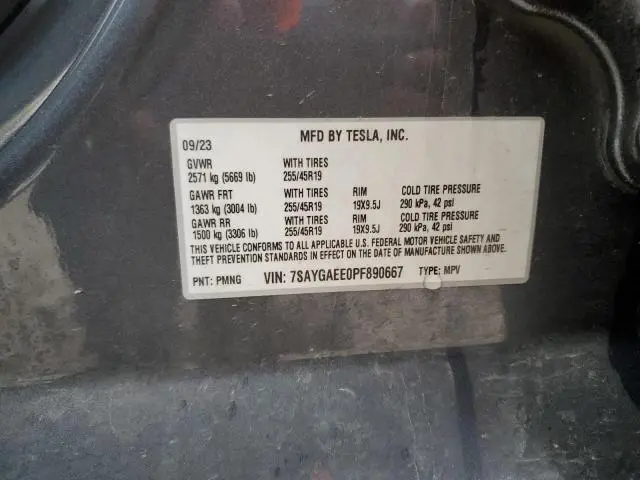 09/23 MFD BY TESLA, INC.
GVWR WITH TIRES
2571 kg (5669 lb) 255/45R19
GAWR FRT WITH TIRES RIM COLD TIRE PRESSURE
1363 kg (3004 lb) 255/45R19 19X9.5J 290 kPa, 42 psi
GAWR RR WITH TIRES RIM COLD TIRE PRESSURE
1500 kg (3306 lb) 255/45R19 19X9.5J 290 kPa, 42 psi
THIS VEHICLE CONFORMS TO ALL APPLICABLE U.S. FEDERAL MOTOR VEHICLE SAFETY AND
THEFT PREVENTION STANDARDS IN EFFECT ON THE DATE OF MANUFACTURE SHOWN ABOVE.
PNT: PMNG VIN: 7SAYGAEE0PF890667 TYPE: MPV